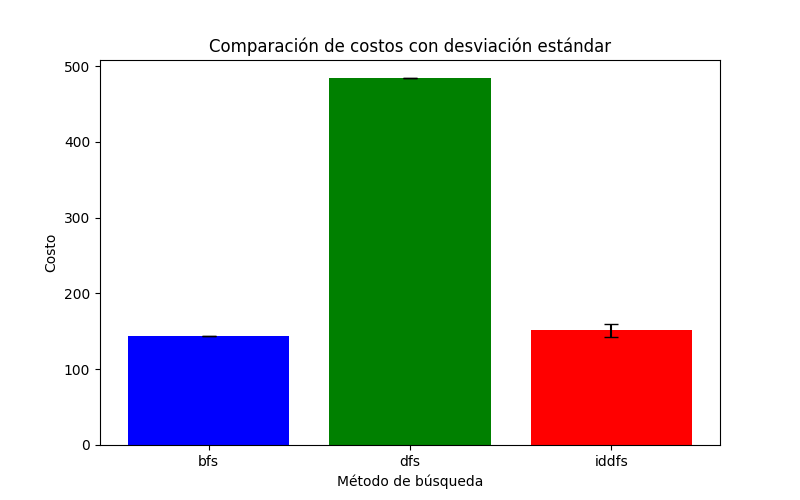 Comparación de costos con desviación estándar
500
400
300
200
100
0
Costo
bfs
dfs
iddfs
Método de búsqueda